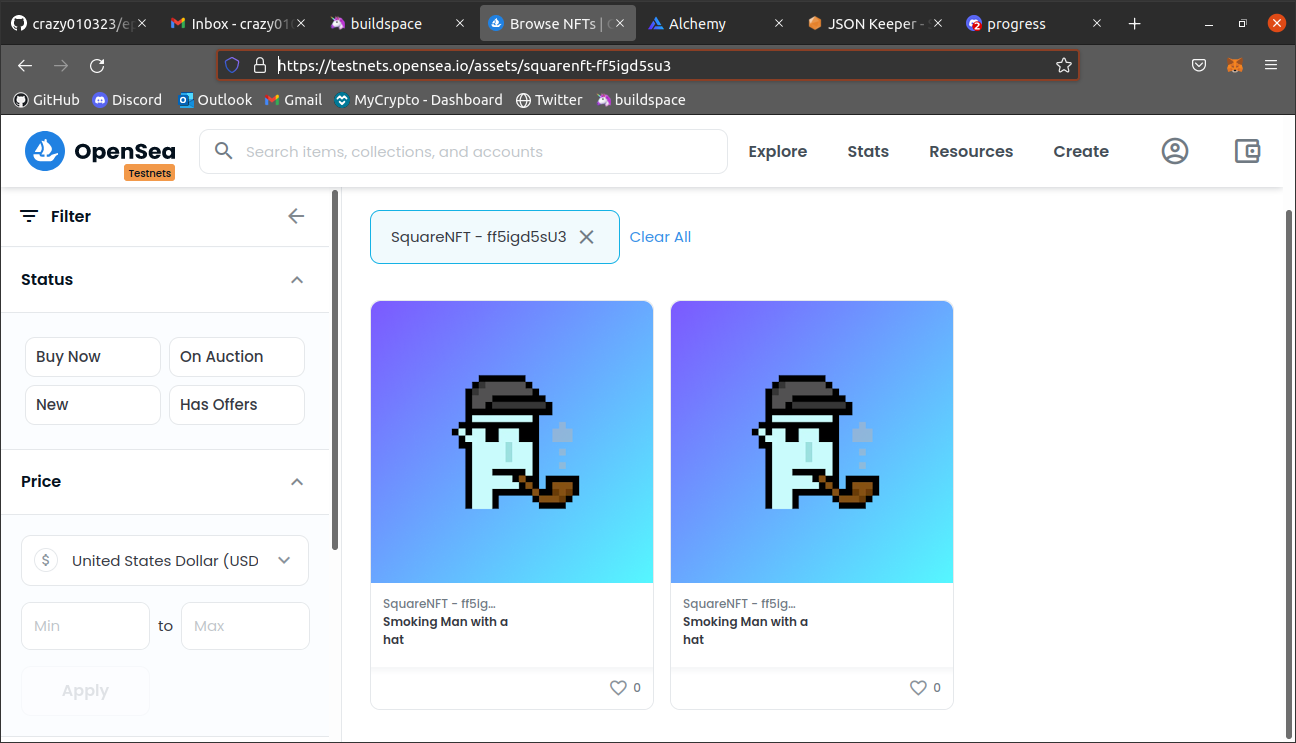 crazy010323/ep
Inbox - crazy010
buildspace
Browse NFTs |
Alchemy
JSON Keeper -
2
progress
https://testnets.opensea.io/assets/squarenft-ff5igd5su3
GitHub
Discord
Outlook
Gmail
MyCrypto - Dashboard
Twitter
buildspace
OpenSea
Testnets
Search items, collections, and accounts
Explore
Stats
Resources
Create
Filter
SquareNFT - ff5igd5sU3
Clear All
Status
Buy Now
On Auction
New
Has Offers
Price
$
United States Dollar (USD
Min
to
Max
Apply
SquareNFT - ff5ig...
Smoking Man with a
hat
0
SquareNFT - ff5ig...
Smoking Man with a
hat
0